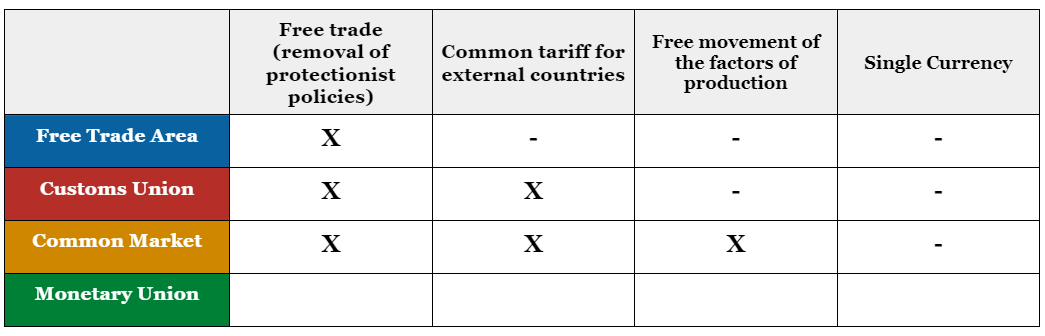 Free trade
(removal of
protectionist
policies)
Common tariff for
external countries
Free movement of
the factors of
production
Single Currency
Free Trade Area
X
-
-
-
Customs Union
X
X
-
-
Common Market
X
X
X
-
Monetary Union